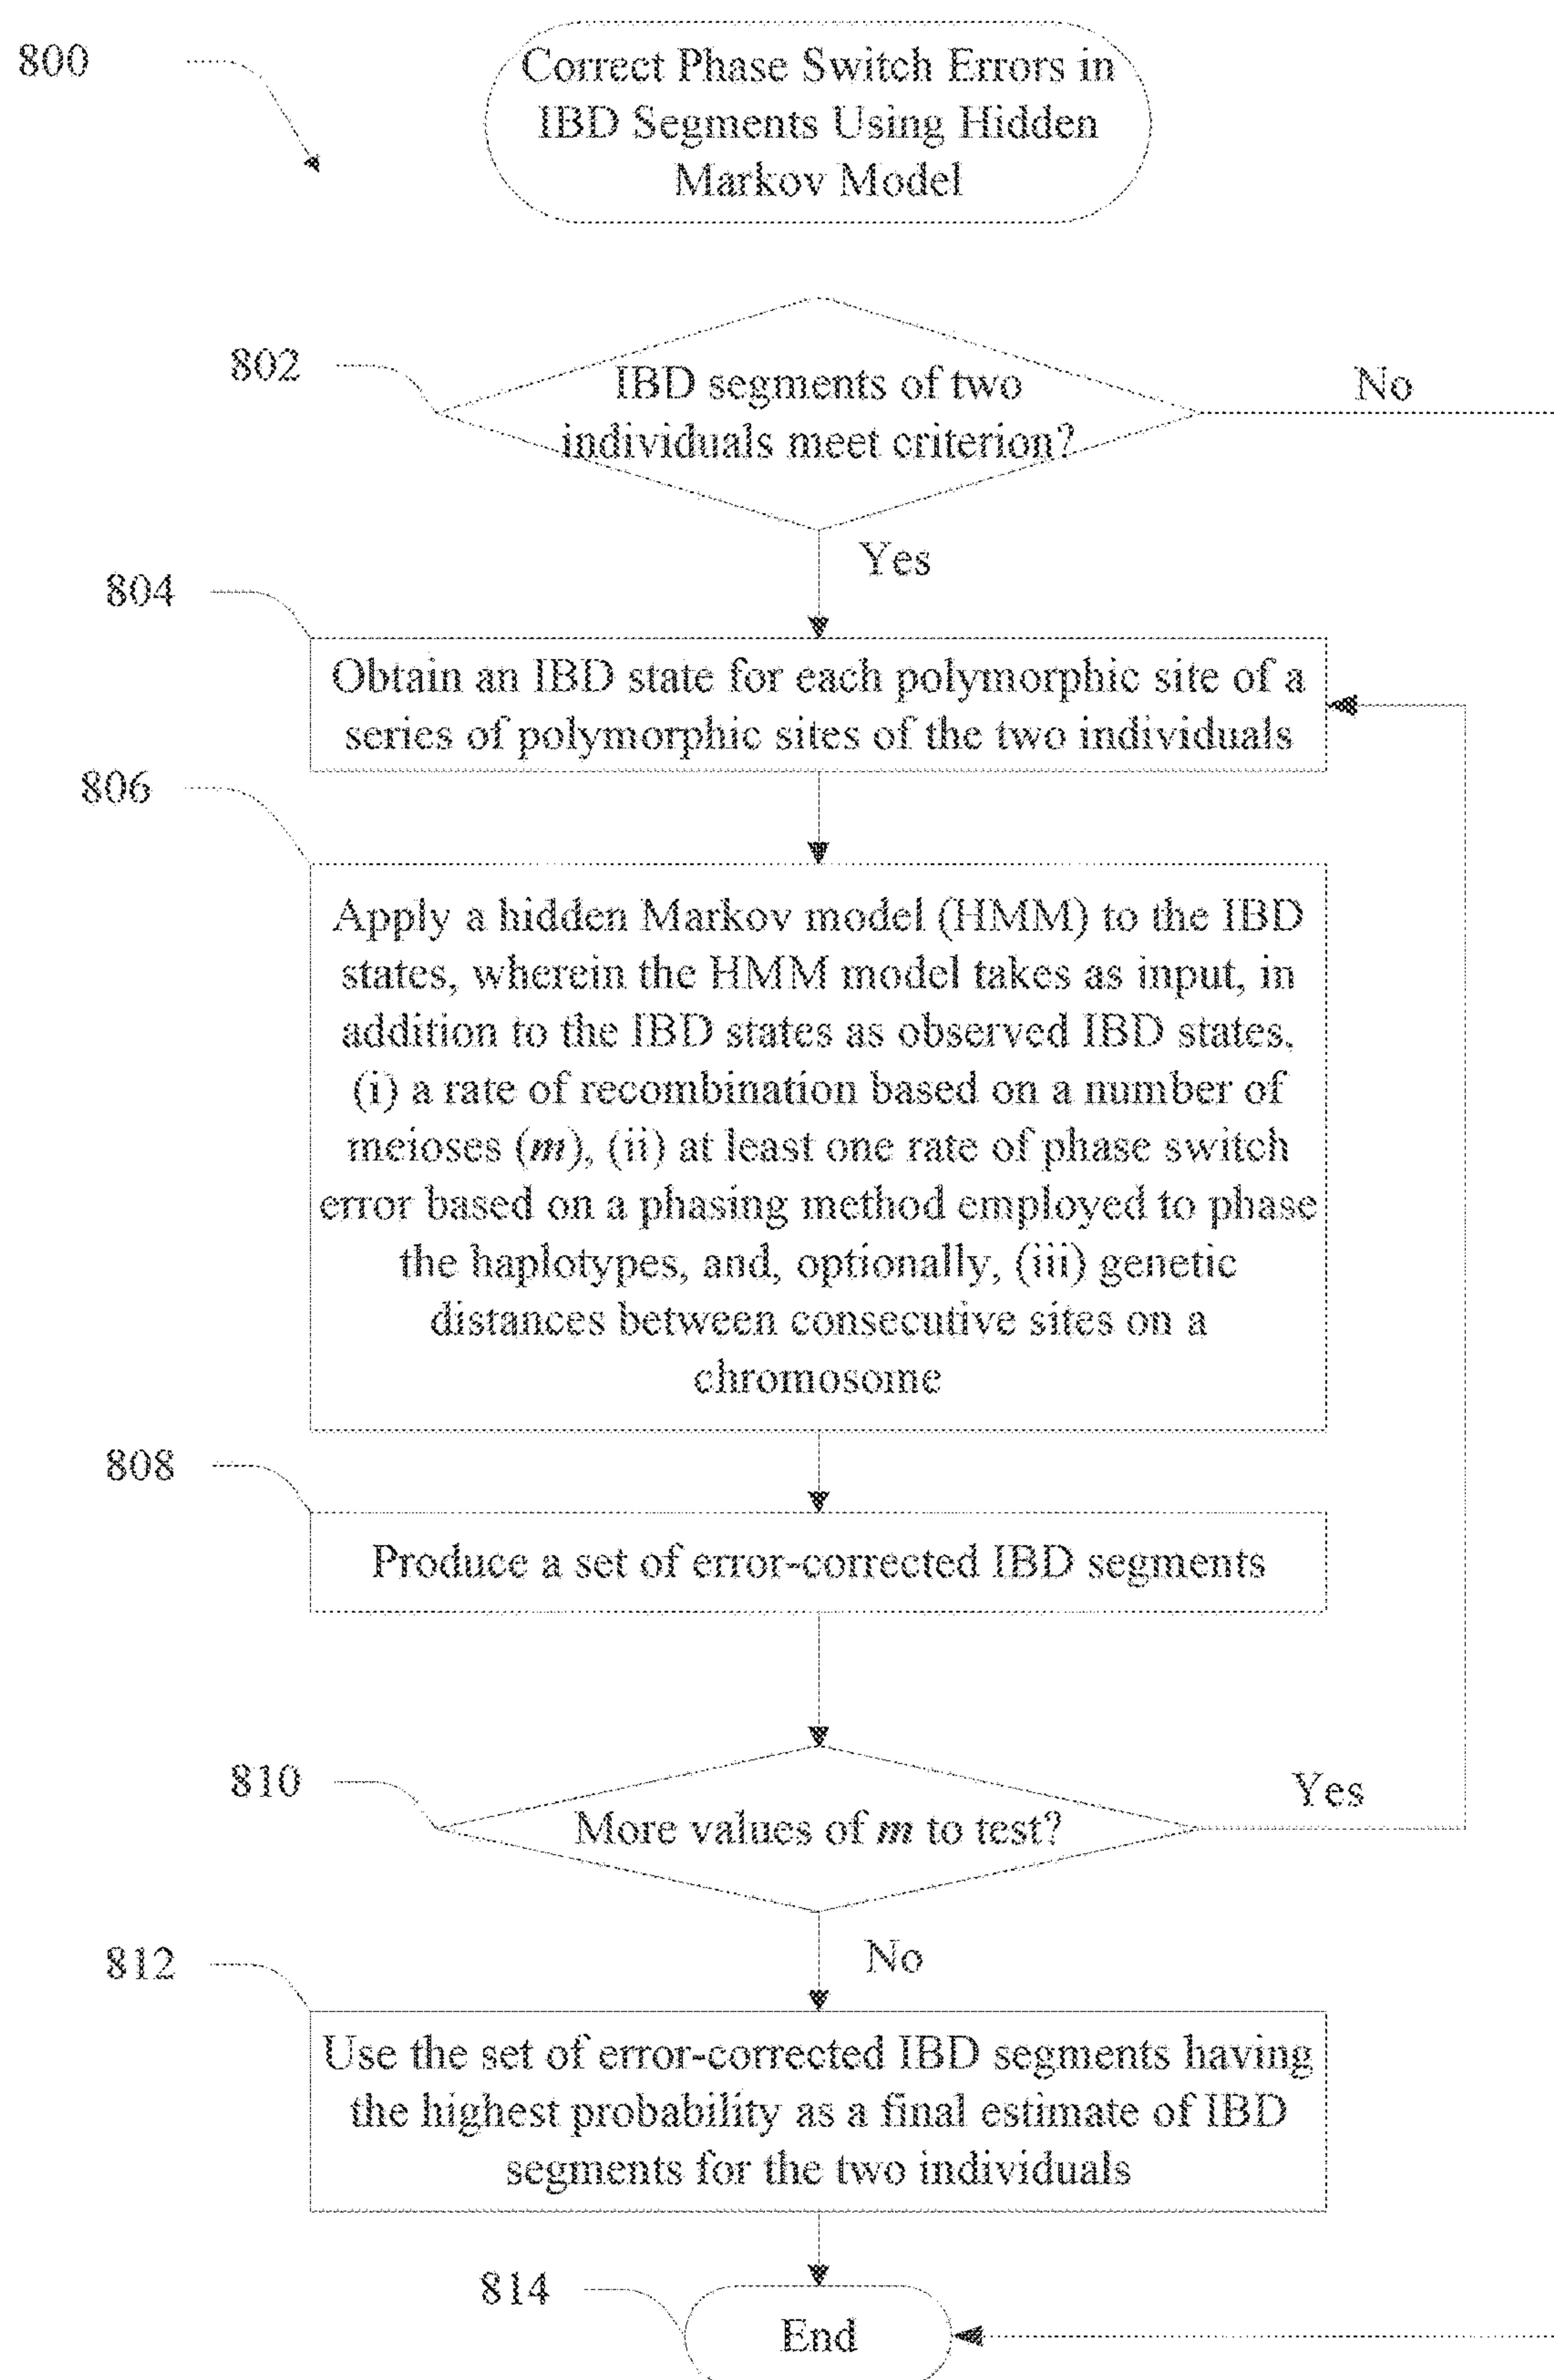 800
Correct Phase Switch Errors in
IBD Segments Using Hidden
Markov Model
802
IBD segments of two
individuals meet criterion?
No
Yes
804
Obtain an IBD state for each polymorphic site of a
series of polymorphic sites of the two individuals
806
Apply a hidden Markov model (HMM) to the IBD
states, wherein the HMM model takes as input, in
addition to the IBD states as observed IBD states,
(i) a rate of recombination based on a number of
meioses (m), (ii) at least one rate of phase switch
error based on a phasing method employed to phase
the haplotypes, and, optionally, (iii) genetic
distances between consecutive sites on a
chromosome
808
Produce a set of error-corrected IBD segments
810
More values of m to test?
Yes
No
812
Use the set of error-corrected IBD segments having
the highest probability as a final estimate of IBD
segments for the two individuals
814
End